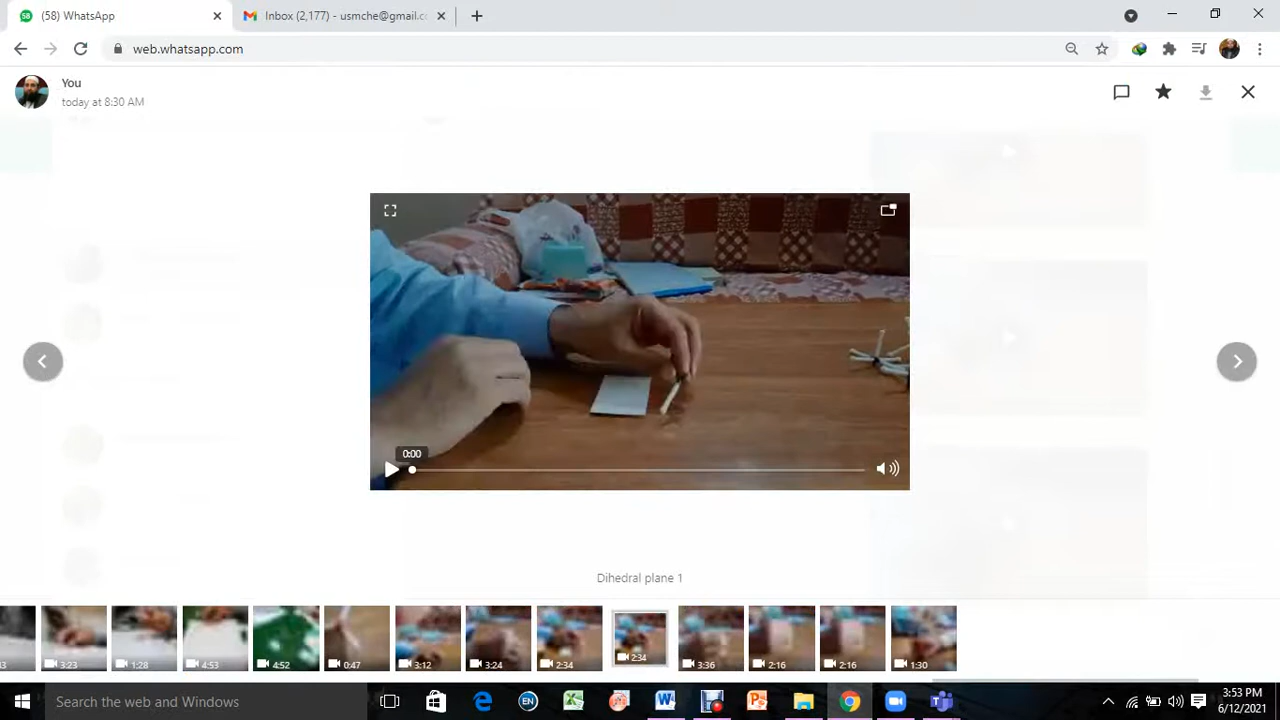 (58) WhatsApp
Inbox (2,177) - usmche@gmail.co
web.whatsapp.com
You
today at 8:30 AM
0:00
Dihedral plane 1
3:23
1:28
4:53
4:52
0:47
3:12
3:24
2:34
2:34
3:36
2:16
2:16
1:30
Search the web and Windows
EN
3:53 PM
6/12/2021